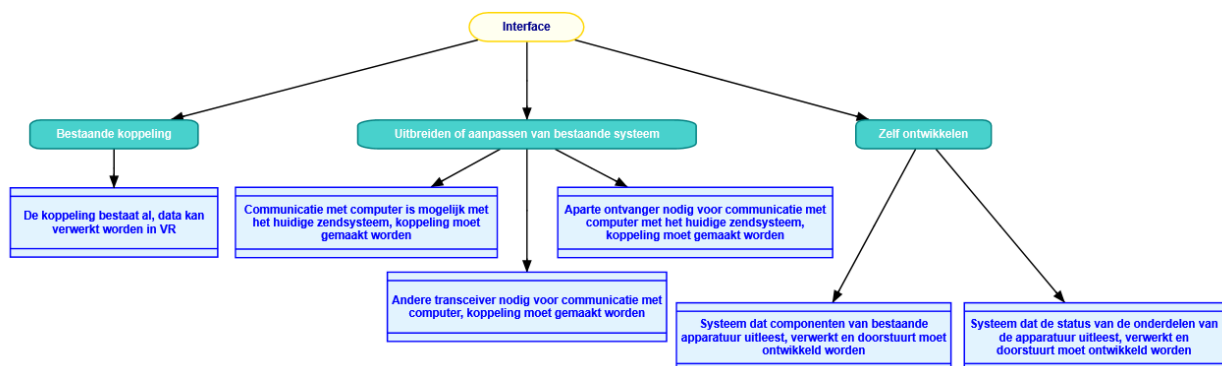 Interface
Bestaande koppeling
Uitbreiden of aanpassen van bestaande systeem
Zelf ontwikkelen
De koppeling bestaat al, data kan
verwerkt worden in VR
Communicatie met computer is mogelijk met
het huidige zendsysteem, koppeling moet
gemaakt worden
Aparte ontvanger nodig voor communicatie met
computer met het huidige zendsysteem,
koppeling moet gemaakt worden
Andere transceiver nodig voor communicatie met
computer, koppeling moet gemaakt worden
Systeem dat componenten van bestaande
apparatuur uitleest, verwerkt en doorstuurt moet
ontwikkeld worden
Systeem dat de status van de onderdelen van
de apparatuur uitleest, verwerkt en
doorstuurt moet ontwikkeld worden